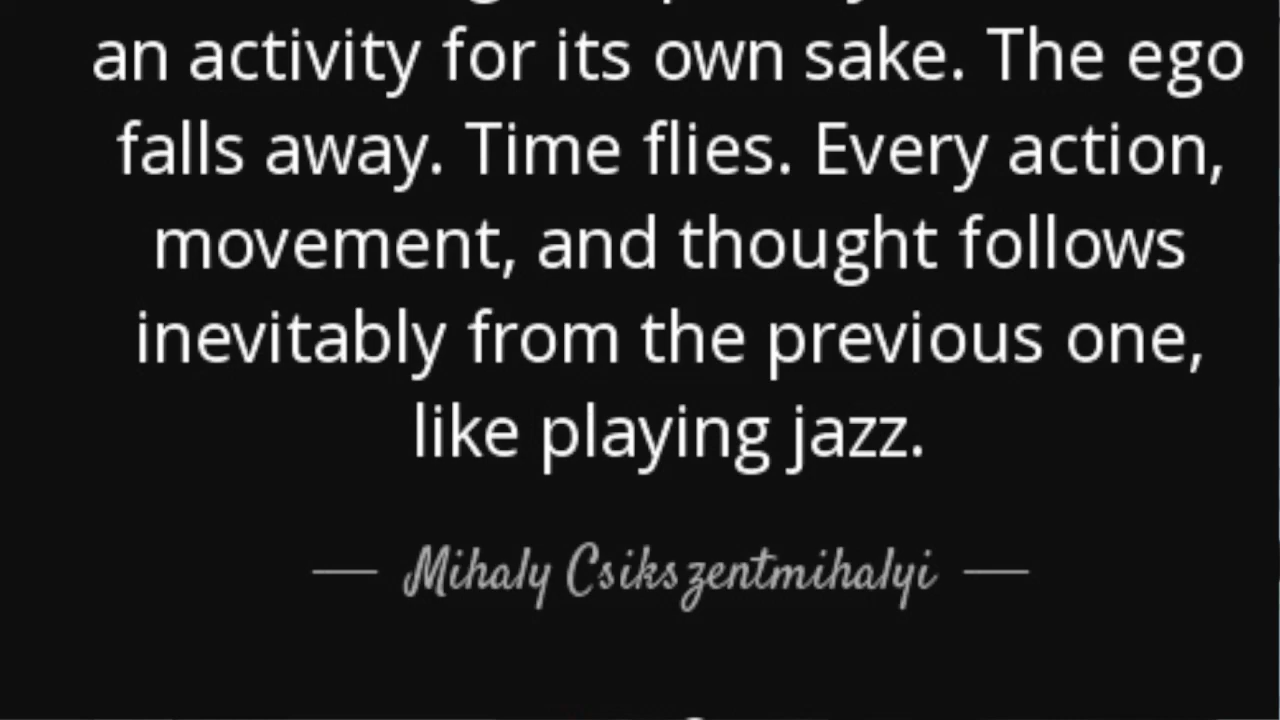 an activity for its own sake. The ego
falls away. Time flies. Every action,
movement, and thought follows
inevitably from the previous one,
like playing jazz.
— Mihaly Csikszentmihalyi —